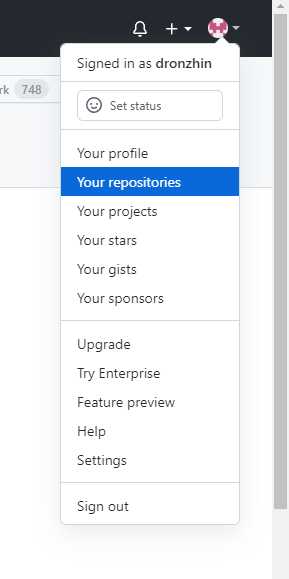 Signed in as dronzhin
rk 748
Set status
Your profile
Your repositories
Your projects
Your stars
Your gists
Your sponsors
Upgrade
Try Enterprise
Feature preview
Help
Settings
Sign out